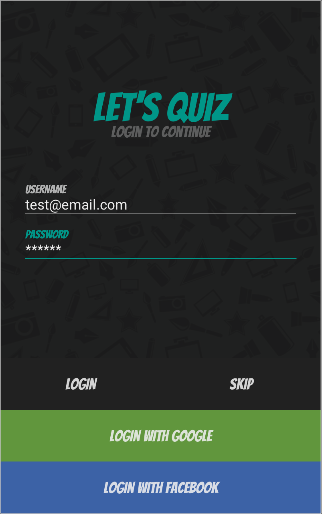 LET'S QUIZ
LOGIN TO CONTINUE
USERNAME
test@email.com
PASSWORD
******
LOGIN
SKIP
LOGIN WITH GOOGLE
LOGIN WITH FACEBOOK